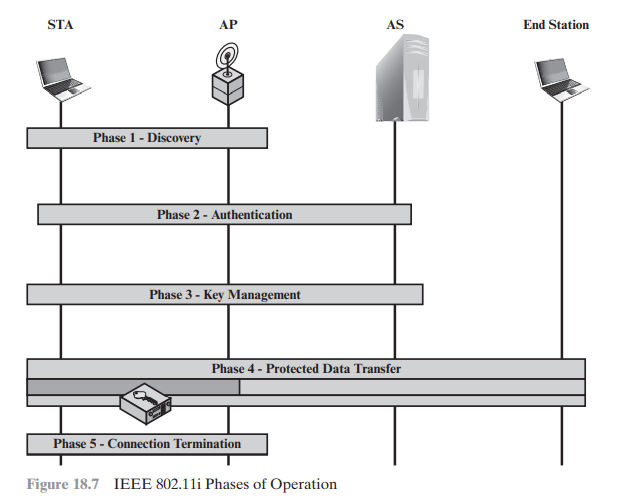 STA AP AS End Station
Phase 1 - Discovery
Phase 2 - Authentication
Phase 3 - Key Management
Phase 4 - Protected Data Transfer
Phase 5 - Connection Termination
Figure 18.7 IEEE 802.11i Phases of Operation